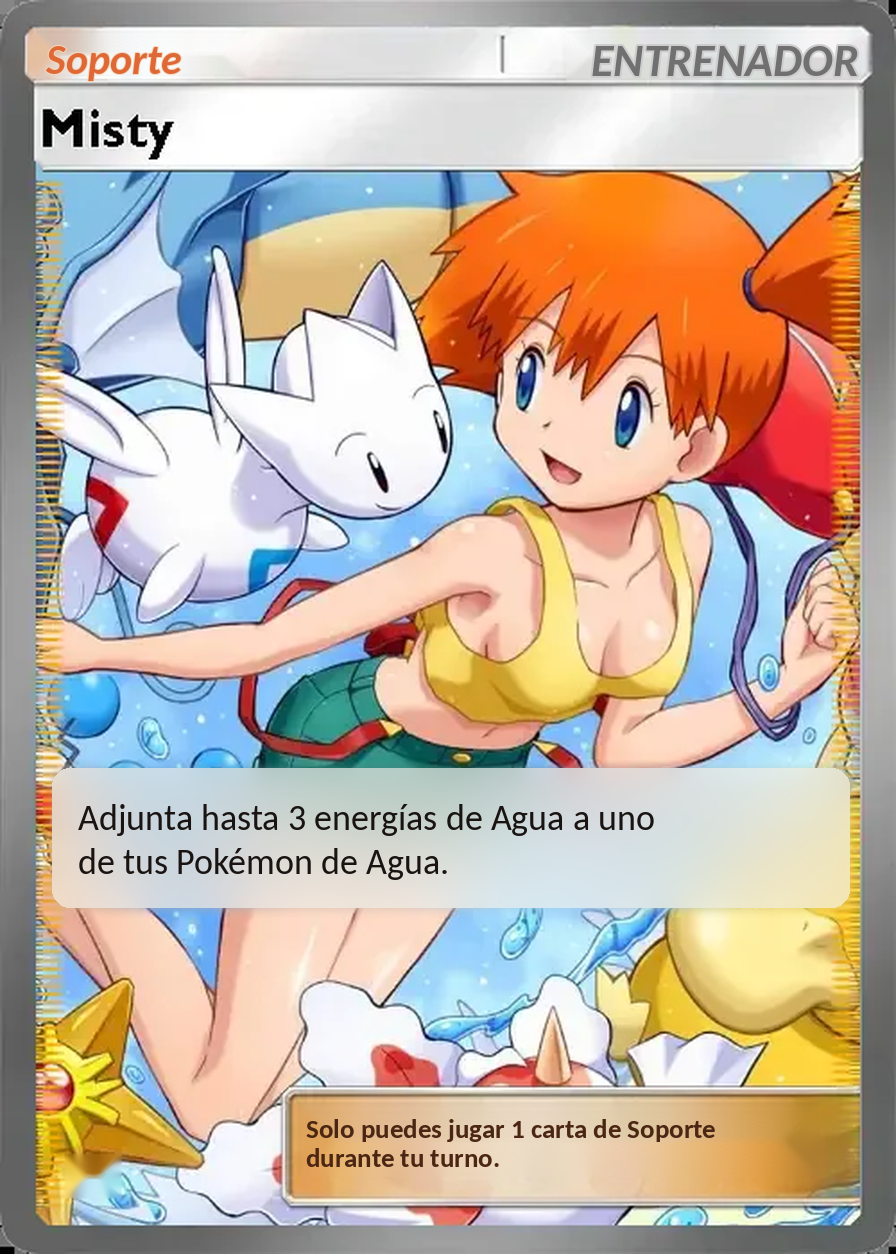 Soporte
ENTRENADOR
Misty
Adjunta hasta 3 energías de Agua a uno
de tus Pokémon de Agua.
Solo puedes jugar 1 carta de Soporte
durante tu turno.